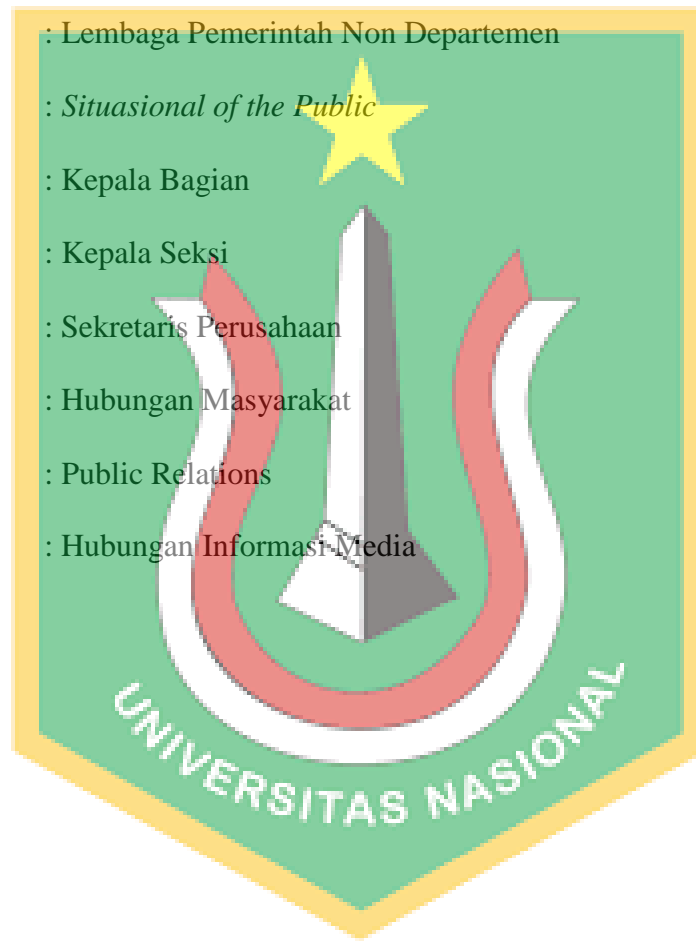 : Lembaga Pemerintah Non Departemen
: Situasional of the Public
: Kepala Bagian
: Kepala Seksi
: Sekretaris Perusahaan
: Hubungan Masyarakat
: Public Relations
: Hubungan Informasi Media
UNIVERSITAS NASIONAL